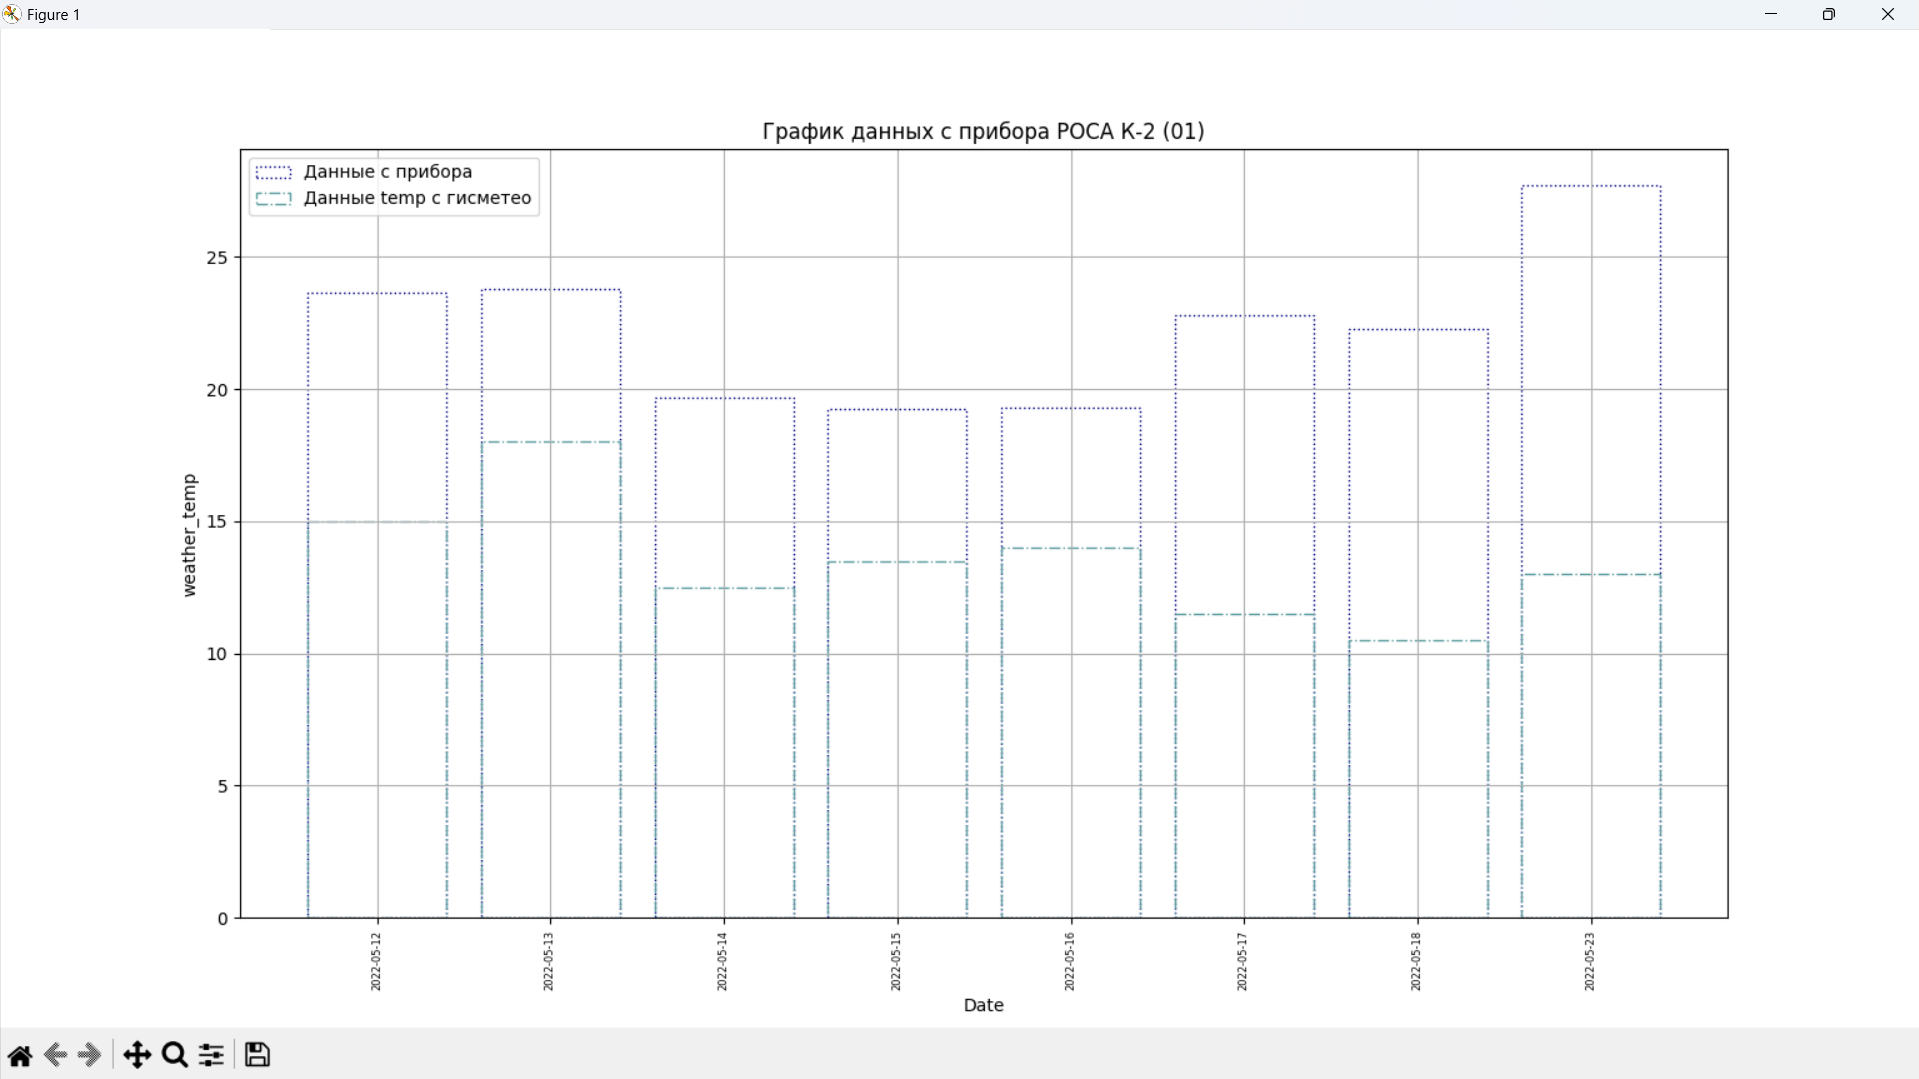 Figure 1
График данных с прибора РОСА К-2 (01)
Данные с прибора
Данные temp с гисметео
weather_temp
25
20
15
10
5
0
2022-05-12
2022-05-13
2022-05-14
2022-05-15
2022-05-16
2022-05-17
2022-05-18
2022-05-23
Date